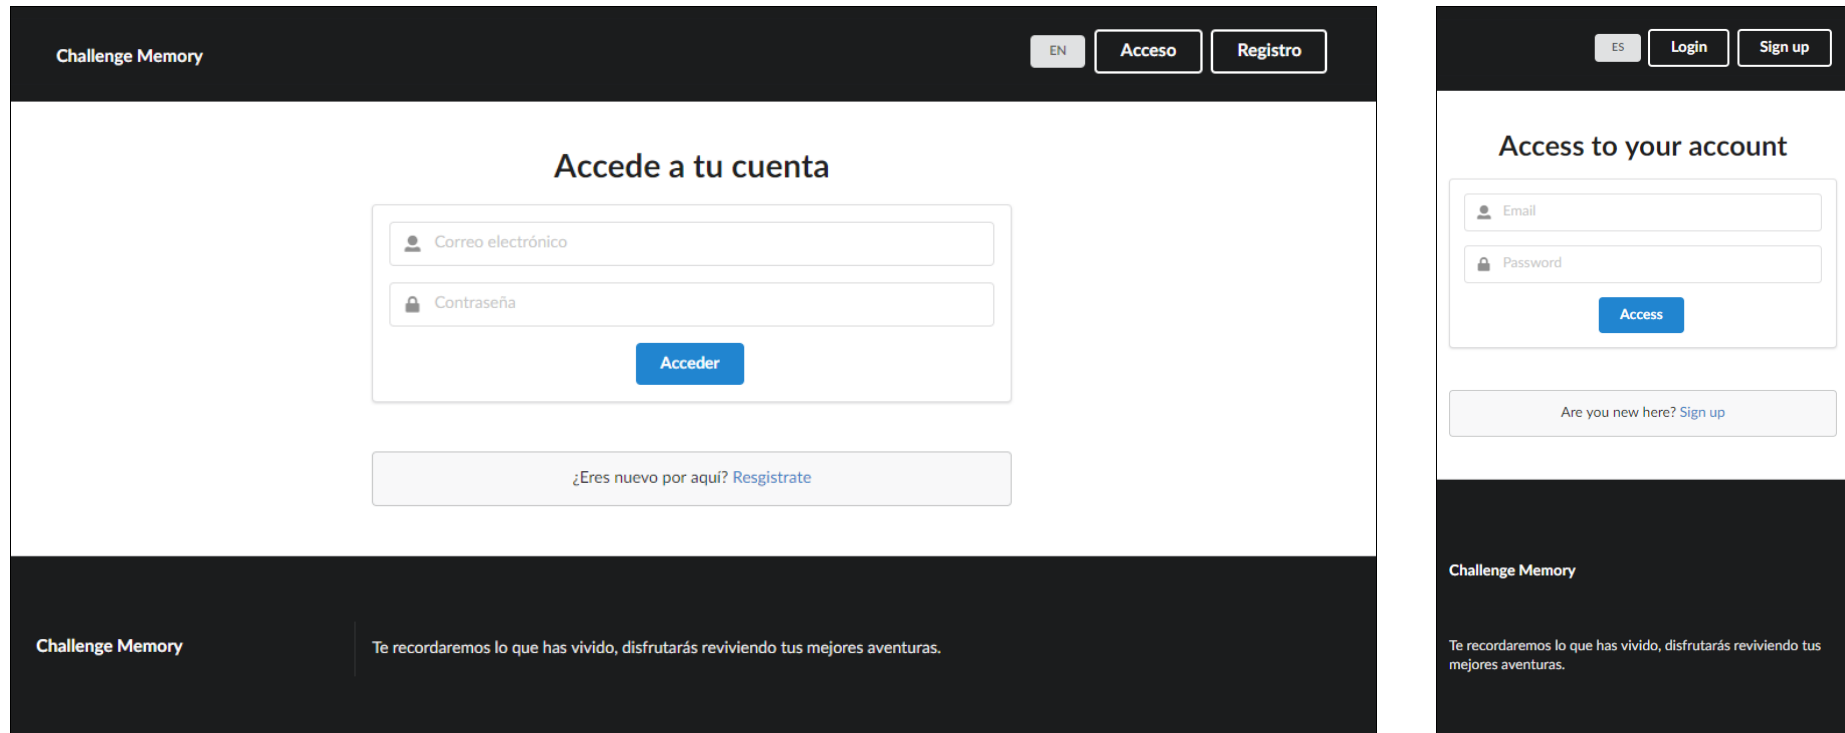 Challenge Memory
EN
Acceso
Registro
Accede a tu cuenta
Correo electrónico
Contraseña
Acceder
¿Eres nuevo por aquí? Resgistrate
Challenge Memory
Te recordaremos lo que has vivido, disfrutarás reviviendo tus mejores aventuras.
ES
Login
Sign up
Access to your account
Email
Password
Access
Are you new here? Sign up
Challenge Memory
Te recordaremos lo que has vivido, disfrutarás reviviendo tus
mejores aventuras.